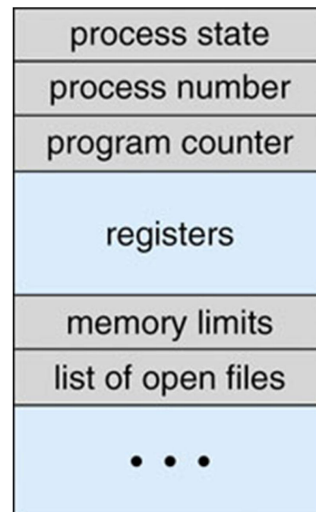 process state
process number
program counter
registers
memory limits
list of open files
• • •